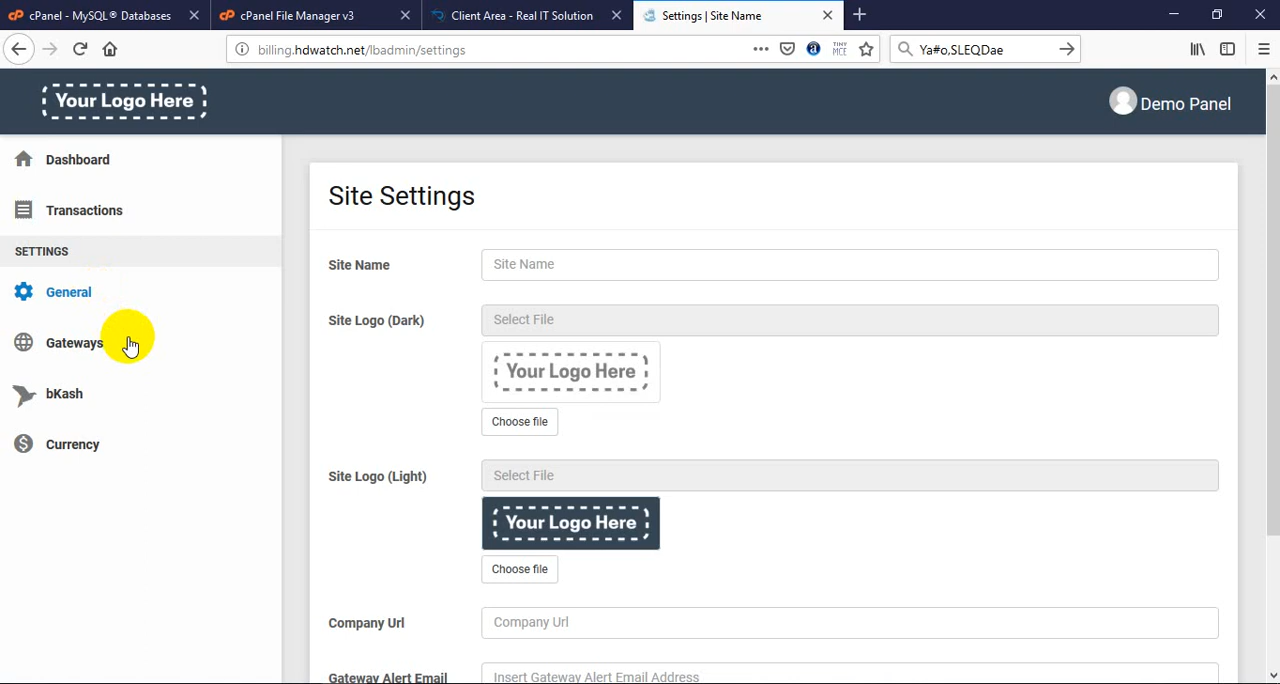 cPanel - MySQL® Databases
cPanel File Manager v3
Client Area - Real IT Solution
Settings | Site Name
billing.hdwatch.net/lbadmin/settings
TINY
MCE
Ya#o,SLEQDae
Your Logo Here
Demo Panel
Dashboard
Transactions
SETTINGS
General
Gateways
bKash
Currency
Site Settings
Site Name
Site Name
Site Logo (Dark)
Select File
Your Logo Here
Choose file
Site Logo (Light)
Select File
Your Logo Here
Choose file
Company Url
Company Url
Gateway Alert Email
Insert Gateway Alert Email Address